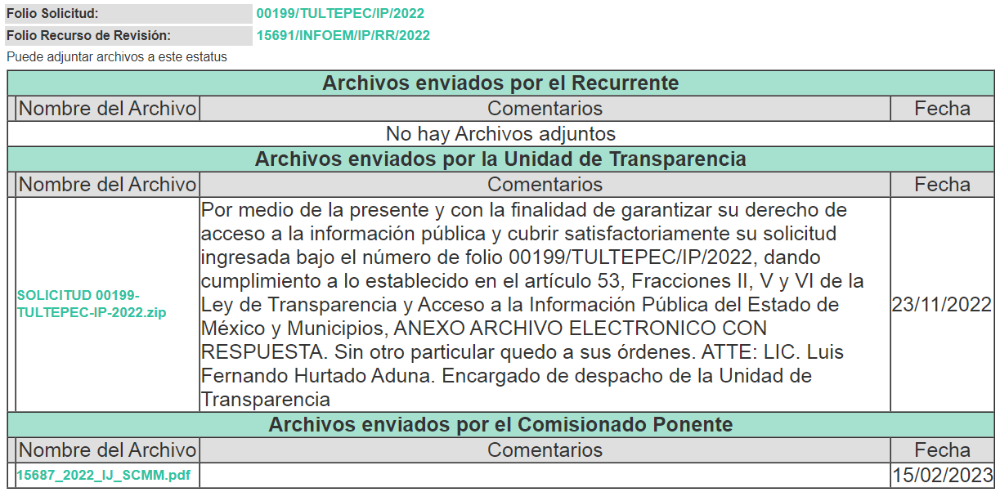 Folio Solicitud: 00199/TULTEPEC/IP/2022
Folio Recurso de Revisión: 15691/INFOEM/IP/RR/2022
Puede adjuntar archivos a este estatus
Archivos enviados por el Recurrente
Nombre del Archivo Comentarios Fecha
No hay Archivos adjuntos
Archivos enviados por la Unidad de Transparencia
Nombre del Archivo Comentarios Fecha
SOLICITUD 00199-
TULTEPEC-IP-2022.zip
Por medio de la presente y con la finalidad de garantizar su derecho de
acceso a la información pública y cubrir satisfactoriamente su solicitud
ingresada bajo el número de folio 00199/TULTEPEC/IP/2022, dando
cumplimiento a lo establecido en el artículo 53, Fracciones II, V y VI de la
Ley de Transparencia y Acceso a la Información Pública del Estado de
México y Municipios, ANEXO ARCHIVO ELECTRONICO CON
RESPUESTA. Sin otro particular quedo a sus órdenes. ATTE: LIC. Luis
Fernando Hurtado Aduna. Encargado de despacho de la Unidad de
Transparencia
23/11/2022
Archivos enviados por el Comisionado Ponente
Nombre del Archivo Comentarios Fecha
15687_2022_IJ_SCMM.pdf 15/02/2023